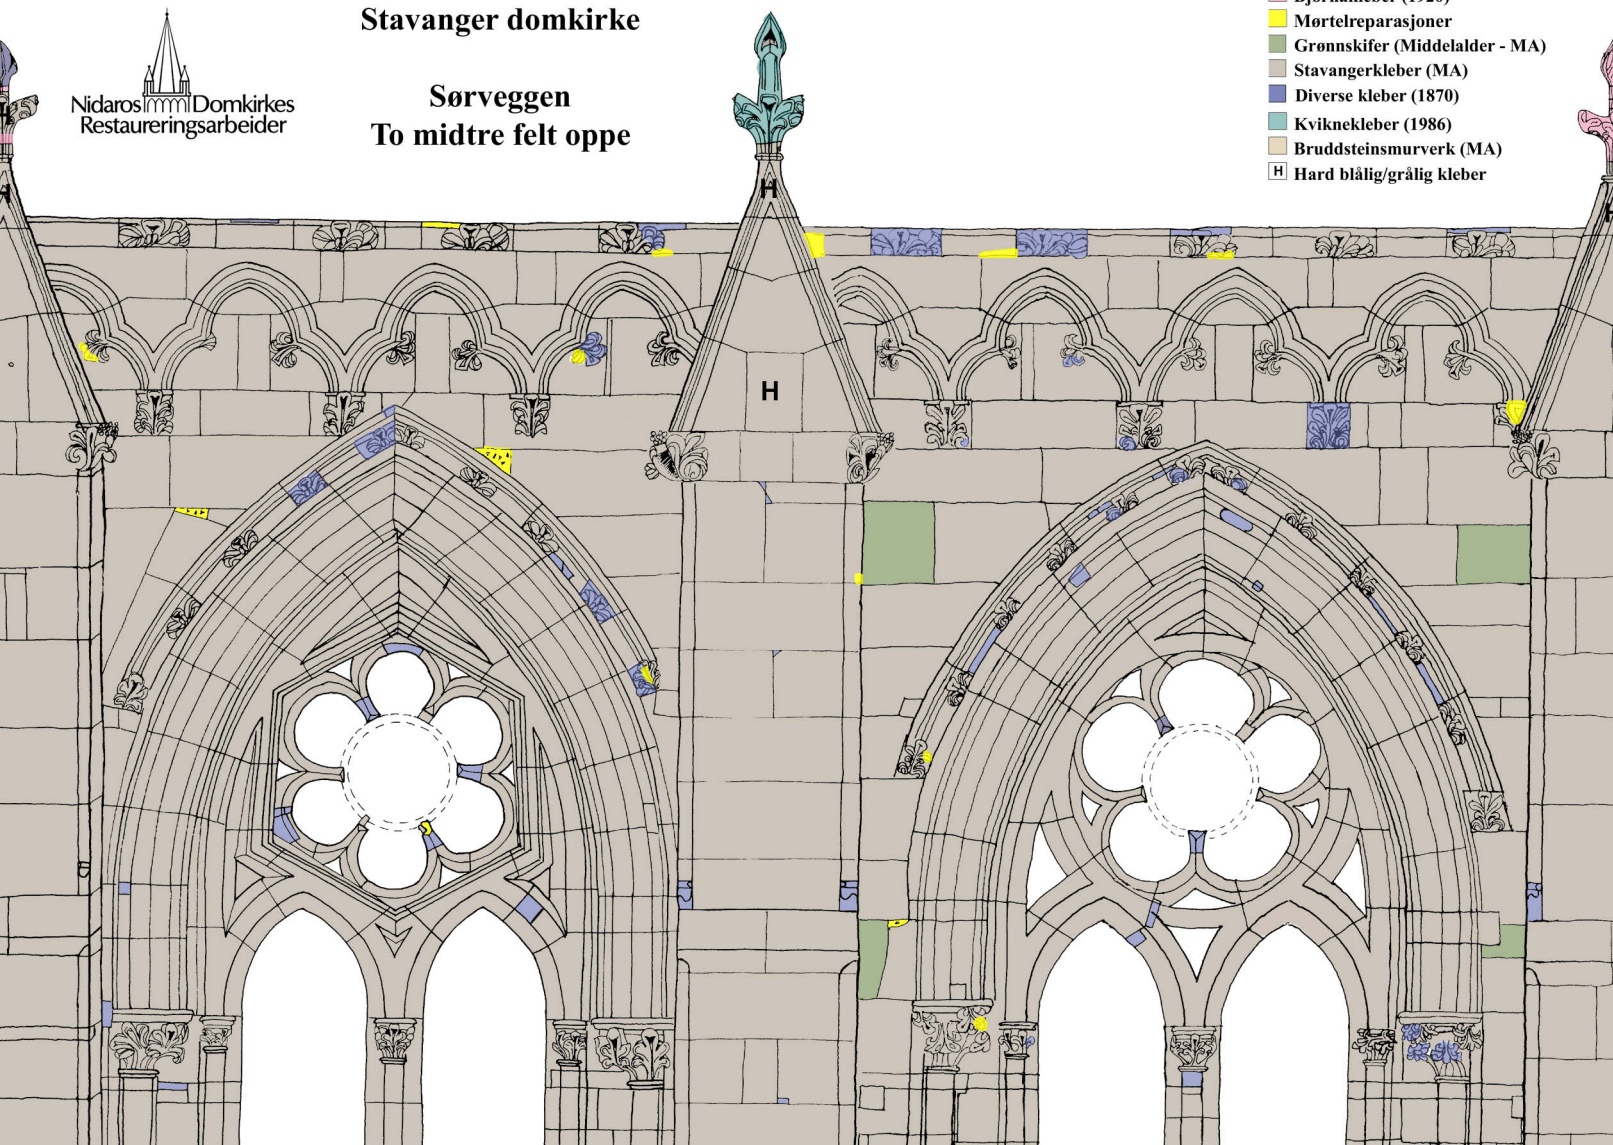 Stavanger domkirke
Sørveggen
To midtre felt oppe
Nidaros Domkirkes
Restaureringsarbeider
Mørtelreparasjoner
Grønnskifer (Middelalder - MA)
Stavangerkleber (MA)
Diverse kleber (1870)
Kviknekleber (1986)
Bruddsteinsmurverk (MA)
H Hard blålig/grålig kleber
H
H